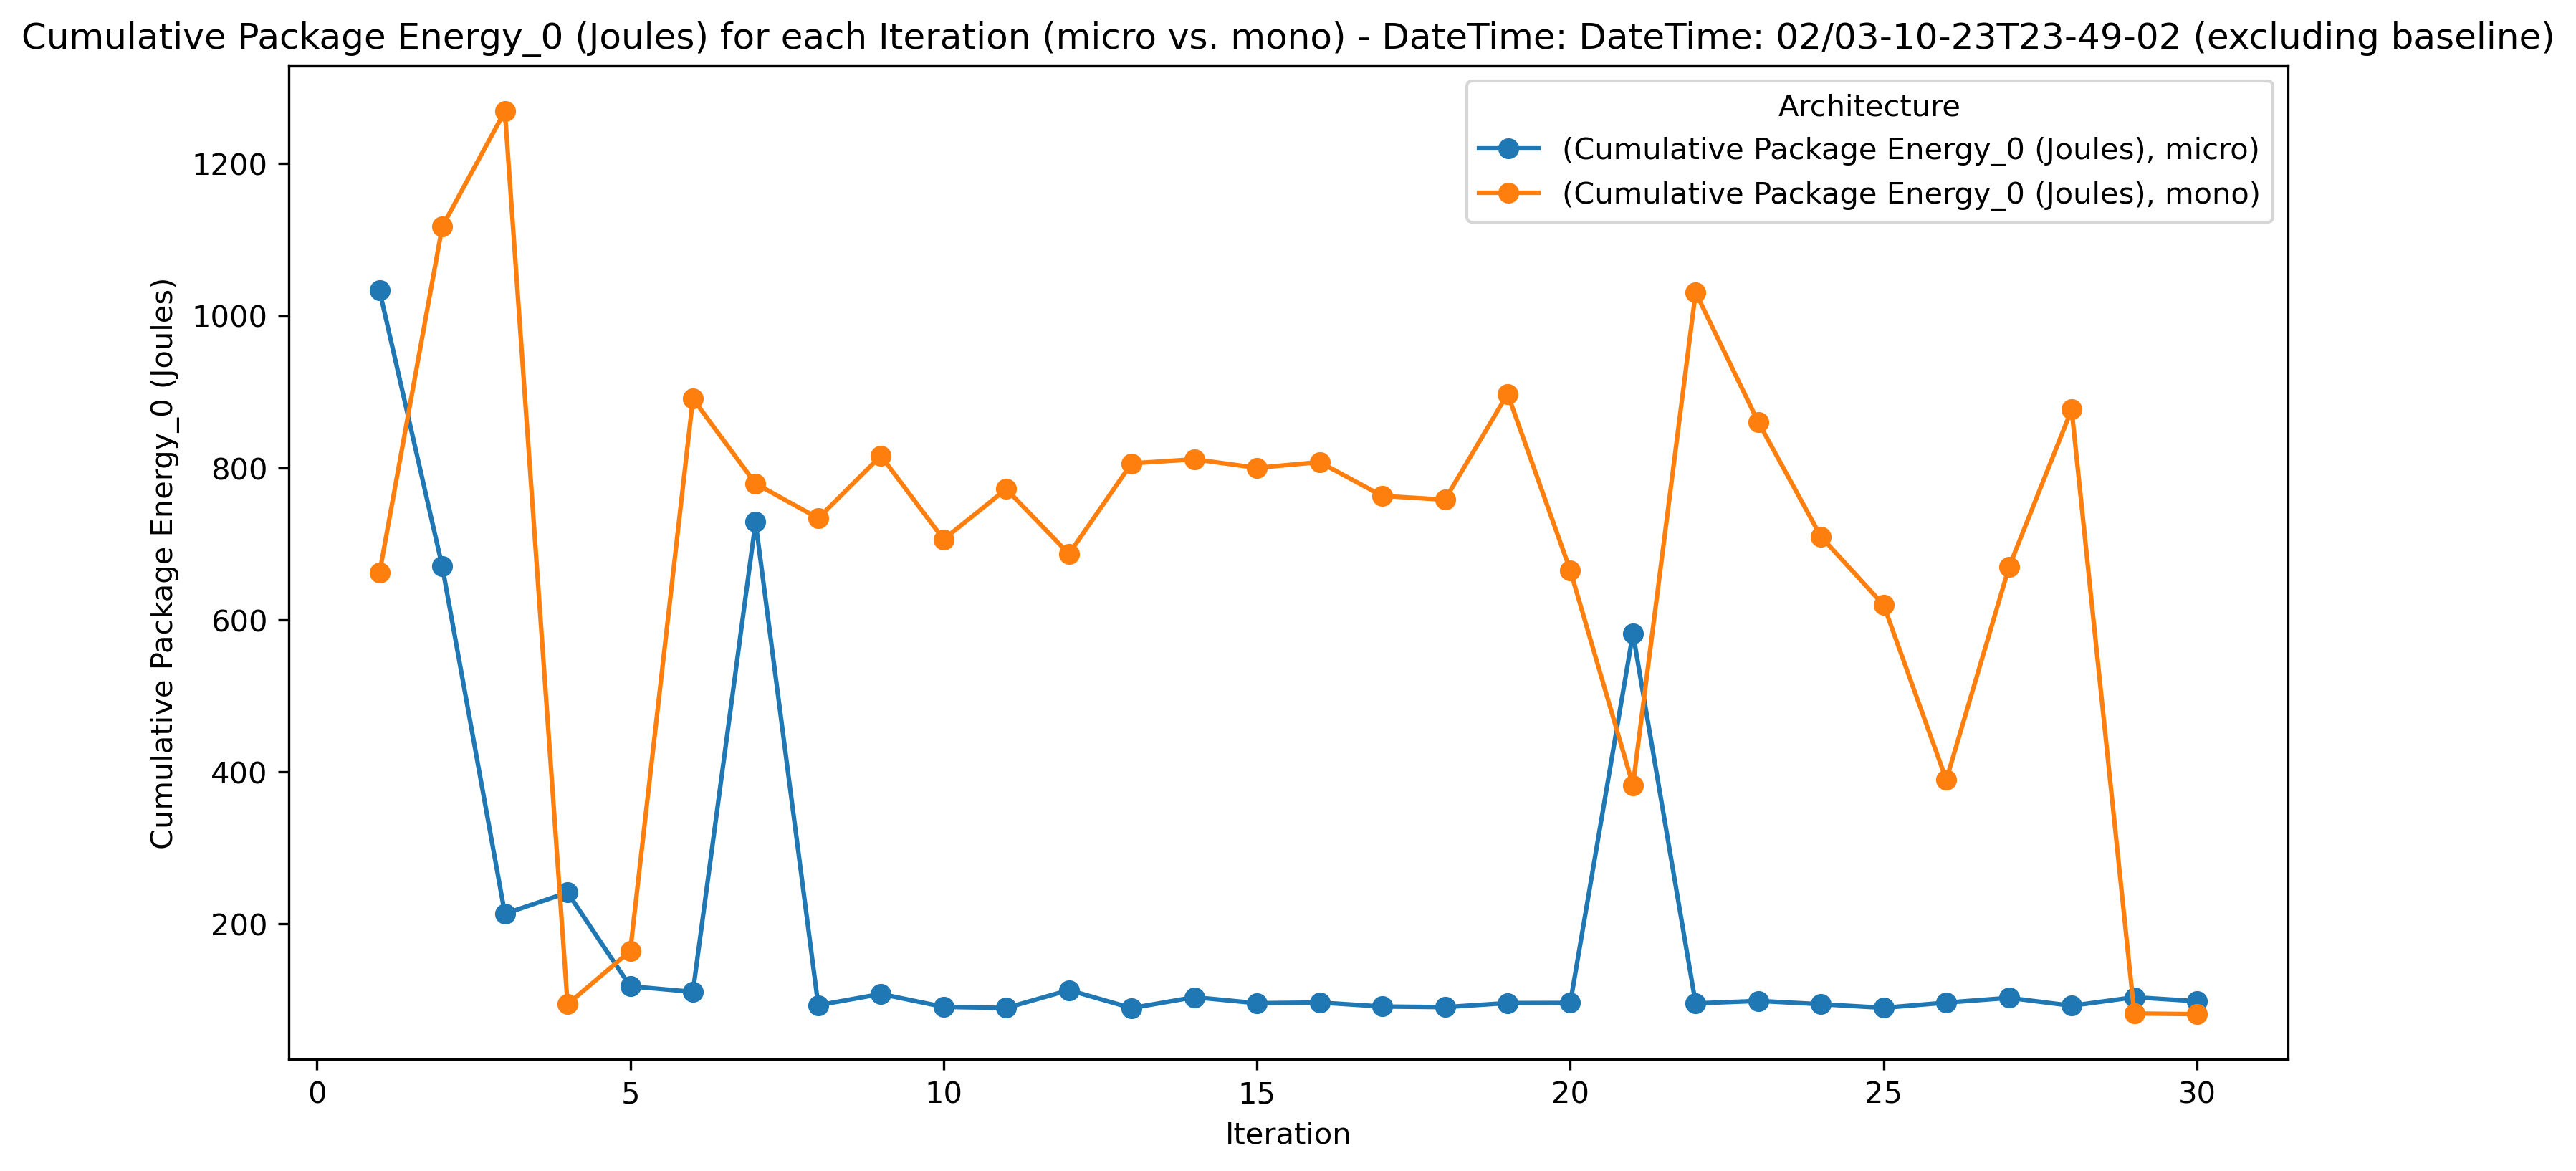 Cumulative Package Energy_0 (Joules) for each Iteration (micro vs. mono) - DateTime: DateTime: 02/03-10-23T23-49-02 (excluding baseline)
Architecture
(Cumulative Package Energy_0 (Joules), micro)
(Cumulative Package Energy_0 (Joules), mono)
Cumulative Package Energy_0 (Joules)
1200
1000
800
600
400
200
0 5 10 15 20 25 30
Iteration